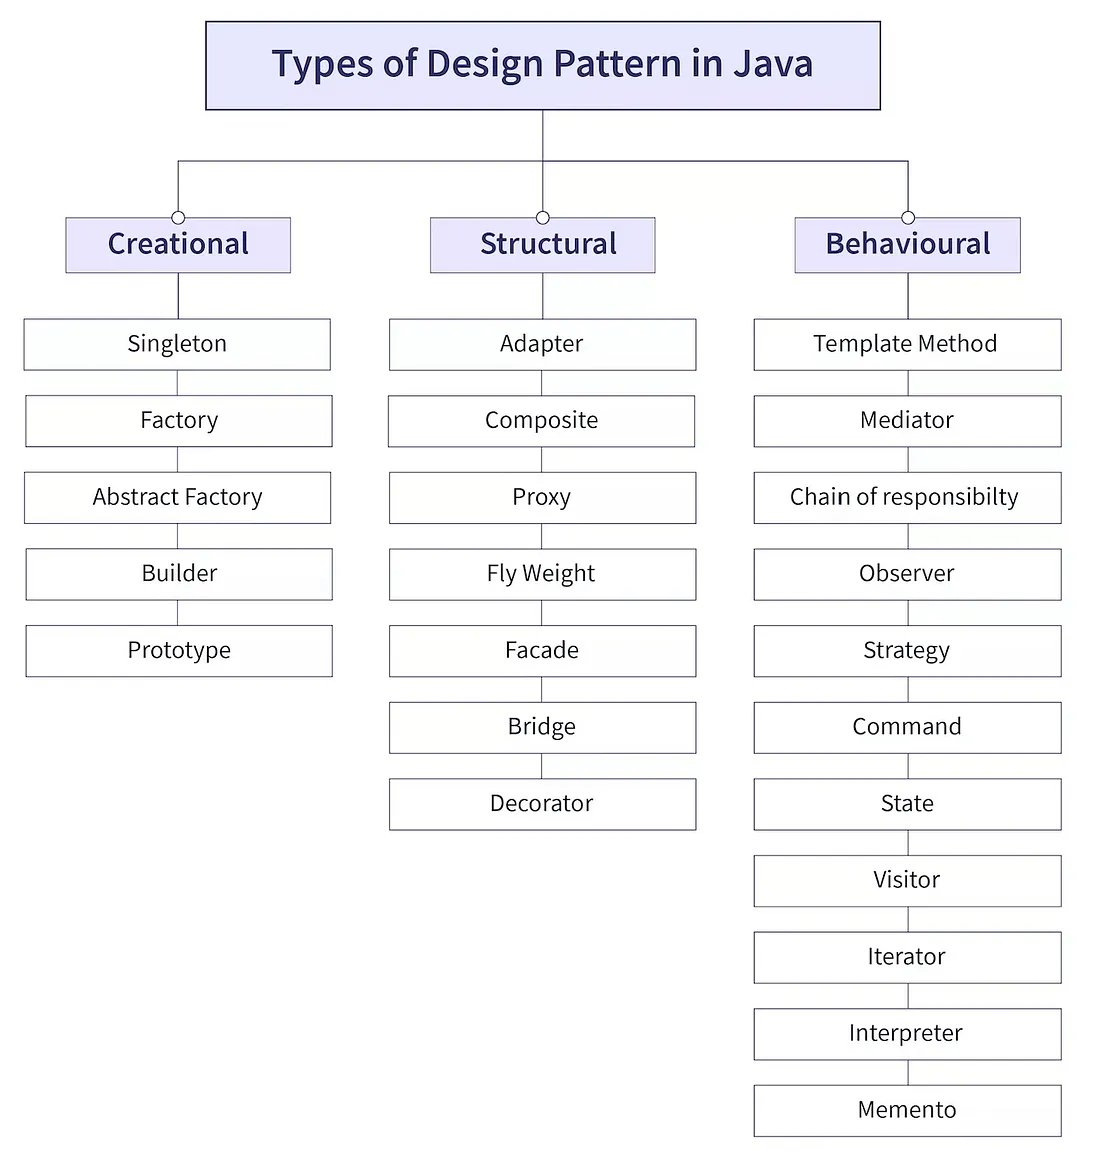 Types of Design Pattern in Java
Creational
Singleton
Factory
Abstract Factory
Builder
Prototype
Structural
Adapter
Composite
Proxy
Fly Weight
Facade
Bridge
Decorator
Behavioural
Template Method
Mediator
Chain of responsibilty
Observer
Strategy
Command
State
Visitor
Iterator
Interpreter
Memento